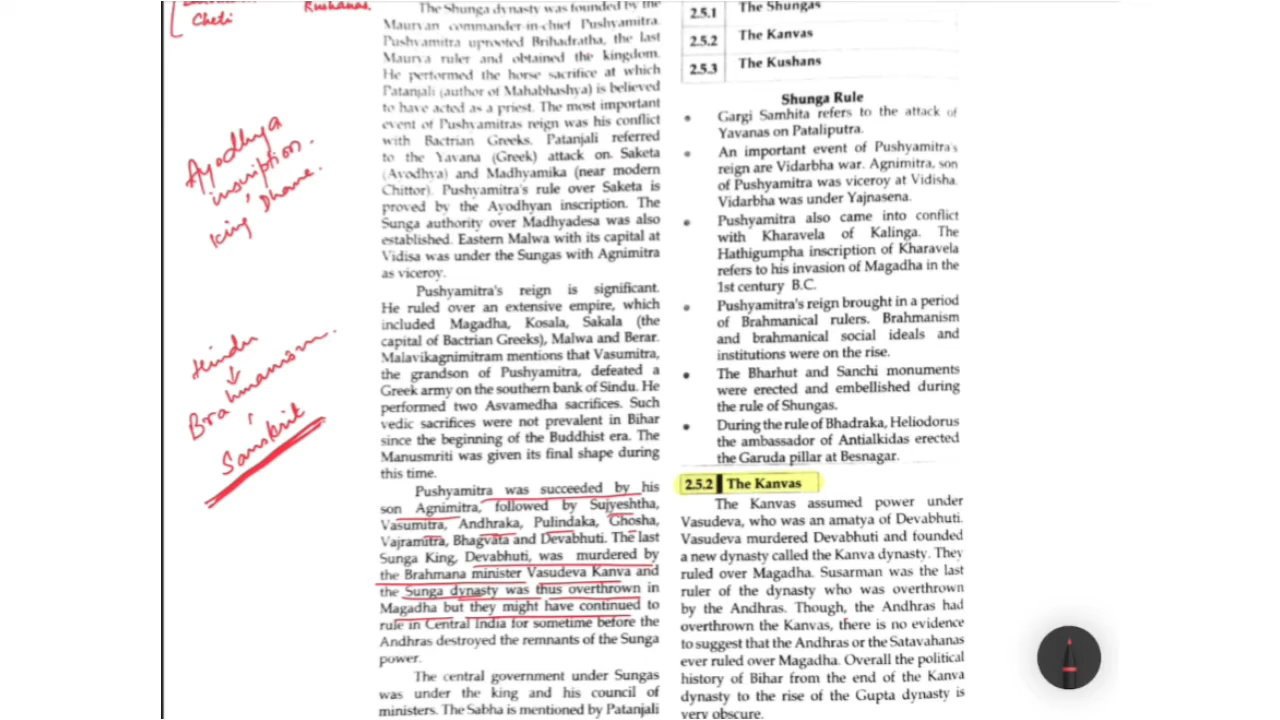 Cheti
Kushanas.
Ayodhya
inscription.
King Dhane.
Hindu
Brahmanism.
Sanskrit
The Shunga dynasty was founded by the
Mauryan commander-in-chief Pushyamitra.
Pushyamitra uprooted Brihadratha, the last
Maurya ruler and obtained the kingdom.
He performed the horse sacrifice at which
Patanjali (author of Mahabhashya) is believed
to have acted as a priest. The most important
event of Pushyamitras reign was his conflict
with Bactrian Greeks. Patanjali referred
to the Yavana (Greek) attack on Saketa
(Ayodhya) and Madhyamika (near modern
Chittor). Pushyamitra's rule over Saketa is
proved by the Ayodhyan inscription. The
Sunga authority over Madhyadesa was also
established. Eastern Malwa with its capital at
Vidisa was under the Sungas with Agnimitra
as viceroy.
Pushyamitra's reign is significant.
He ruled over an extensive empire, which
included Magadha, Kosala, Sakala (the
capital of Bactrian Greeks), Malwa and Berar.
Malavikagnimitram mentions that Vasumitra,
the grandson of Pushyamitra, defeated a
Greek army on the southern bank of Sindu. He
performed two Asvamedha sacrifices. Such
vedic sacrifices were not prevalent in Bihar
since the beginning of the Buddhist era. The
Manusmriti was given its final shape during
this time.
Pushyamitra was succeeded by his
son Agnimitra, followed by Sujyeshtha,
Vasumitra, Andhraka, Pulindaka, Ghosha,
Vajramitra, Bhagvata and Devabhuti. The last
Sunga King, Devabhuti, was murdered by
the Brahmana minister Vasudeva Kanva and
the Sunga dynasty was thus overthrown in
Magadha but they might have continued to
rule in Central India for sometime before the
Andhras destroyed the remnants of the Sunga
power.
The central government under Sungas
was under the king and his council of
ministers. The Sabha is mentioned by Patanjali
2.5.1 The Shungas
2.5.2 The Kanvas
2.5.3 The Kushans
Shunga Rule
• Gargi Samhita refers to the attack of
Yavanas on Pataliputra.
• An important event of Pushyamitra's
reign are Vidarbha war. Agnimitra, son
of Pushyamitra was viceroy at Vidisha.
Vidarbha was under Yajnasena.
• Pushyamitra also came into conflict
with Kharavela of Kalinga. The
Hathigumpha inscription of Kharavela
refers to his invasion of Magadha in the
1st century B.C.
• Pushyamitra's reign brought in a period
of Brahmanical rulers. Brahmanism
and brahmanical social ideals and
institutions were on the rise.
• The Bharhut and Sanchi monuments
were erected and embellished during
the rule of Shungas.
• During the rule of Bhadraka, Heliodorus
the ambassador of Antialkidas erected
the Garuda pillar at Besnagar.
2.5.2 The Kanvas
The Kanvas assumed power under
Vasudeva, who was an amatya of Devabhuti.
Vasudeva murdered Devabhuti and founded
a new dynasty called the Kanva dynasty. They
ruled over Magadha. Susarman was the last
ruler of the dynasty who was overthrown
by the Andhras. Though, the Andhras had
overthrown the Kanvas, there is no evidence
to suggest that the Andhras or the Satavahanas
ever ruled over Magadha. Overall the political
history of Bihar from the end of the Kanva
dynasty to the rise of the Gupta dynasty is
very obscure.